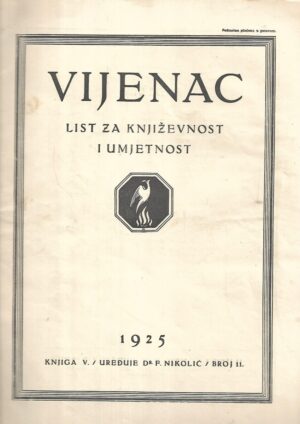 Poštarina plaćena u gotovom.
VIJENAC
LIST ZA KNJIŽEVNOST
I UMJETNOST
1925
KNJIGA V. / UREĐUJE DR. F. NIKOLIĆ / BROJ 11.